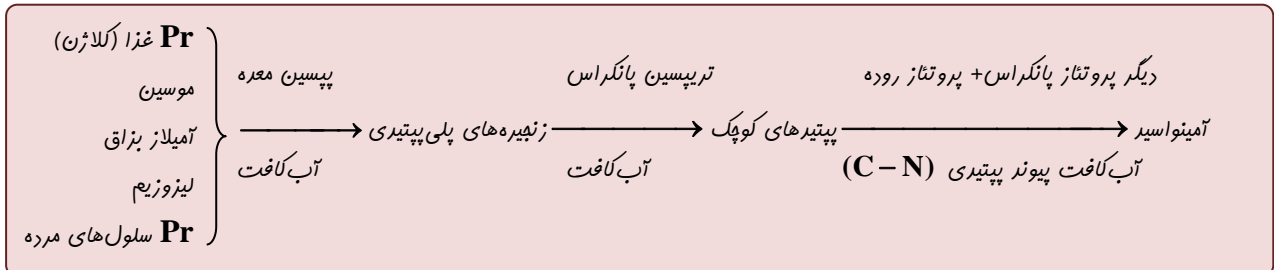 Pr غذا (کلاژن)
موسین
آمیلاز بزاق
لیزوزیم
Pr سلول‌های مرده
پپسین معده
آب‌کافت
زنجیره‌های پلی‌پپتیدی
تریپسین پانکراس
آب‌کافت
پپتیدهای کوچک
دیگر پروتئاز پانکراس+ پروتئاز روده
آب‌کافت پیوند پپتیدی (C – N)
آمینواسید